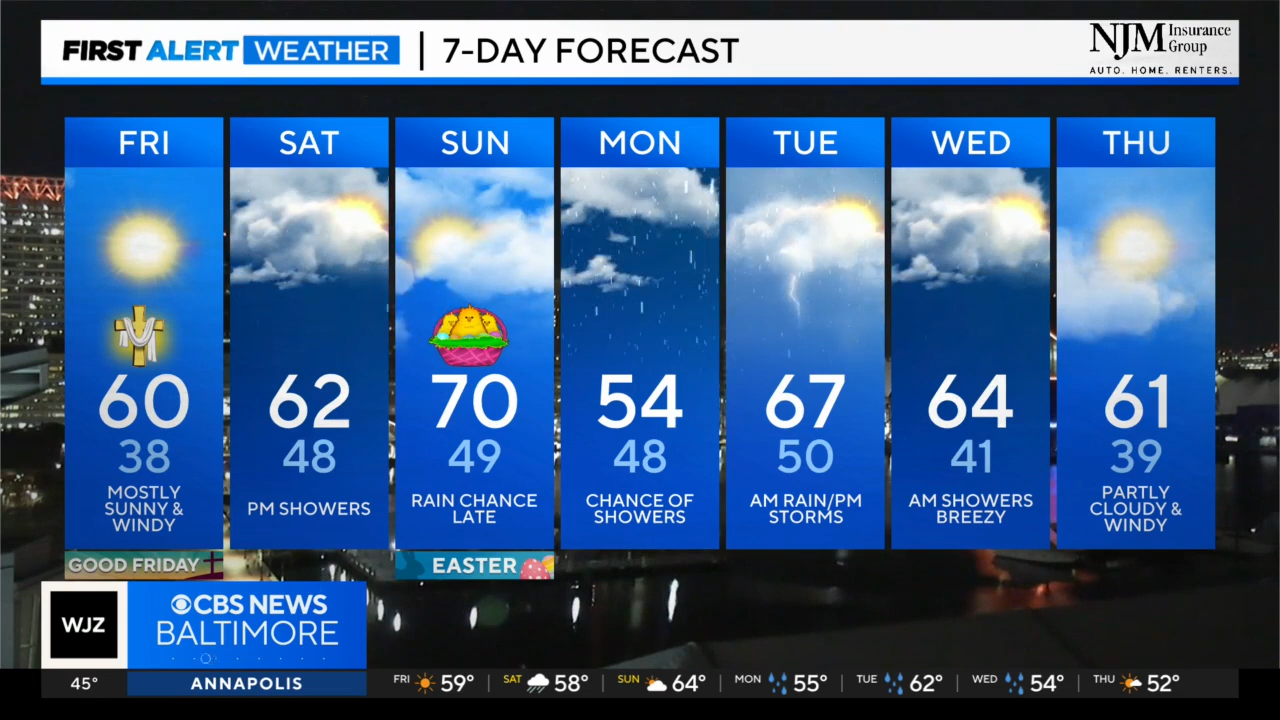 FIRST ALERT WEATHER | 7-DAY FORECAST
NJM Insurance
Group
AUTO. HOME. RENTERS.
FRI
60
38
MOSTLY
SUNNY &
WINDY
GOOD FRIDAY
SAT
62
48
PM SHOWERS
SUN
70
49
RAIN CHANCE
LATE
EASTER
MON
54
48
CHANCE OF
SHOWERS
TUE
67
50
AM RAIN/PM
STORMS
WED
64
41
AM SHOWERS
BREEZY
THU
61
39
PARTLY
CLOUDY &
WINDY
WJZ
CBS NEWS
BALTIMORE
45° ANNAPOLIS FRI 59° | SAT 58° | SUN 64° | MON 55° | TUE 62° | WED 54° | THU 52°